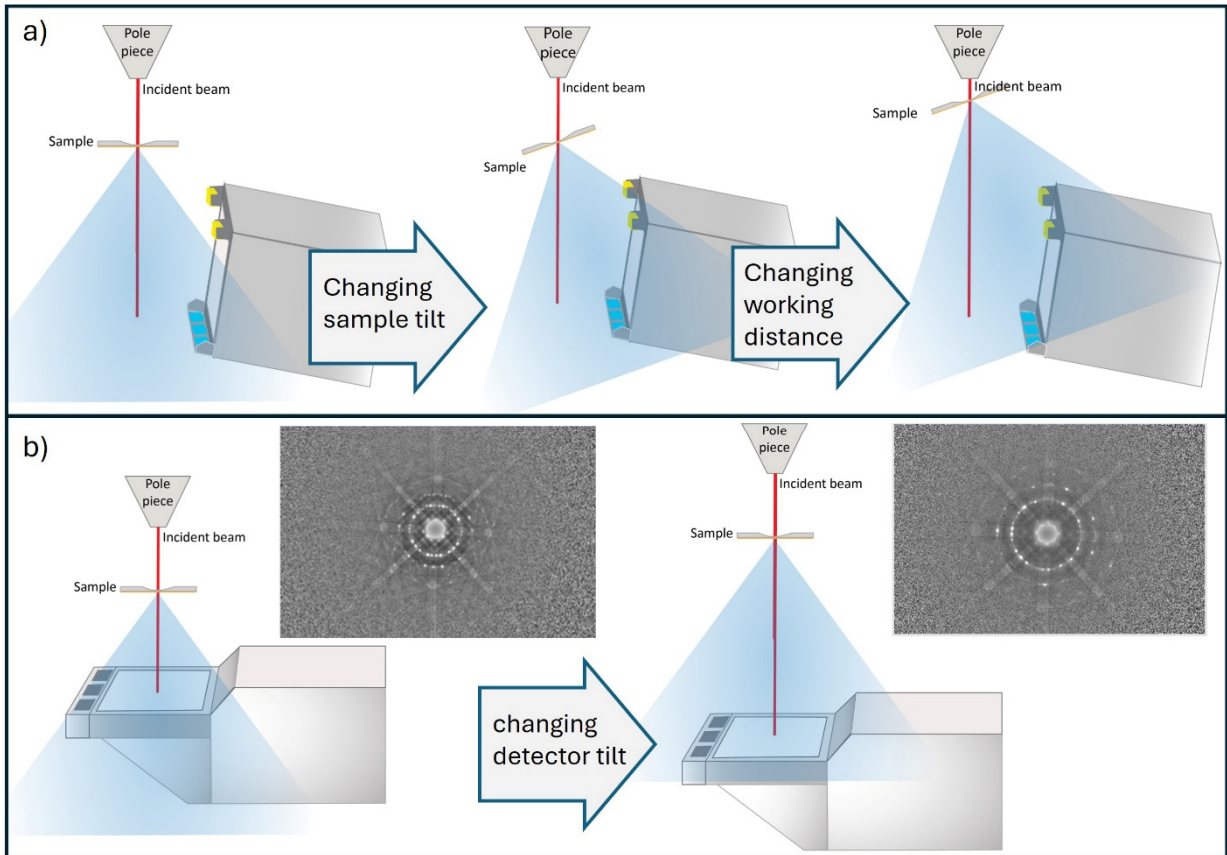 a)
Pole
piece
Incident beam
Sample
Changing
sample tilt
Pole
piece
Incident beam
Sample
Changing
working
distance
Pole
piece
Incident beam
Sample
b)
Pole
piece
Incident beam
Sample
changing
detector tilt
Pole
piece
Incident beam
Sample